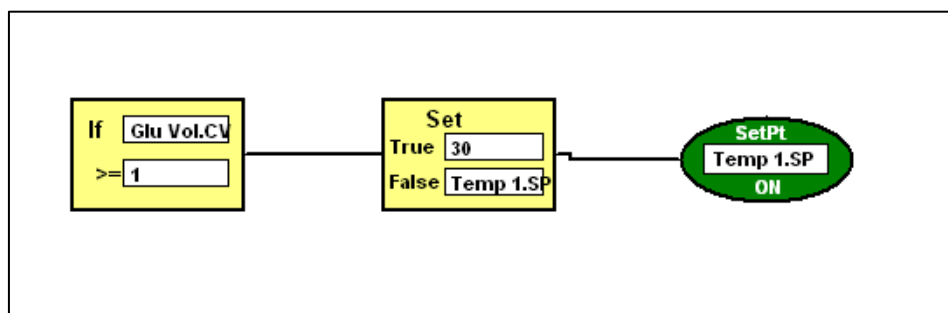 If Glu Vol.CV
>= 1
Set
True 30
False Temp 1.SP
SetPt
Temp 1.SP
ON